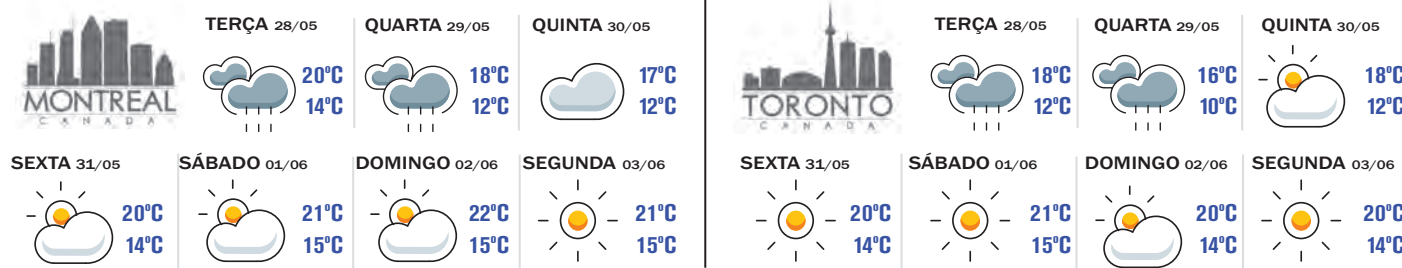 MONTREAL
CANADA
TERÇA 28/05
20ºC
14ºC
QUARTA 29/05
18ºC
12ºC
QUINTA 30/05
17ºC
12ºC
SEXTA 31/05
20ºC
14ºC
SÁBADO 01/06
21ºC
15ºC
DOMINGO 02/06
22ºC
15ºC
SEGUNDA 03/06
21ºC
15ºC
TORONTO
CANADA
TERÇA 28/05
18ºC
12ºC
QUARTA 29/05
16ºC
10ºC
QUINTA 30/05
18ºC
12ºC
SEXTA 31/05
20ºC
14ºC
SÁBADO 01/06
21ºC
15ºC
DOMINGO 02/06
20ºC
14ºC
SEGUNDA 03/06
20ºC
14ºC